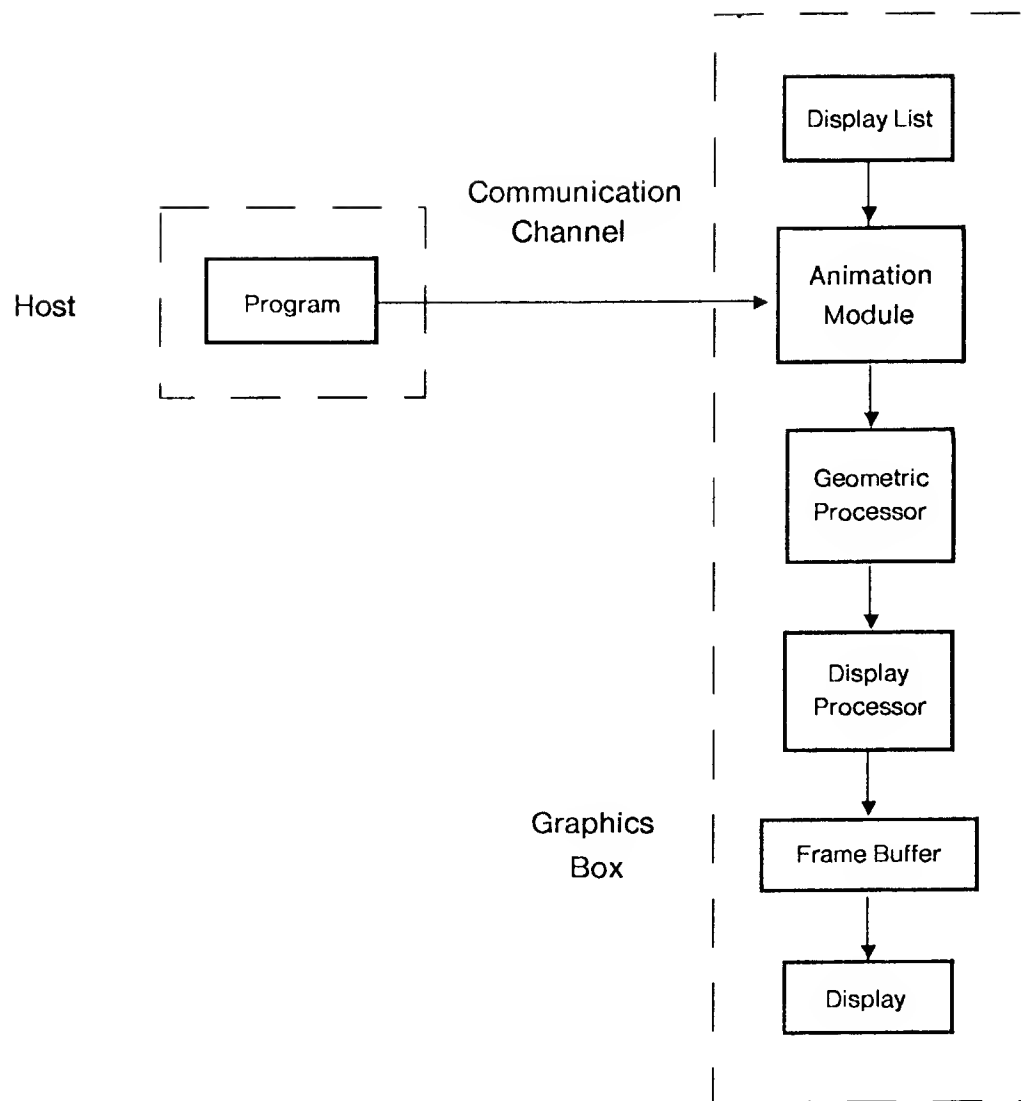 Display List
Communication
Channel
Animation
Module
Host
Program
Geometric
Processor
Display
Processor
Graphics
Box
Frame Buffer
Display